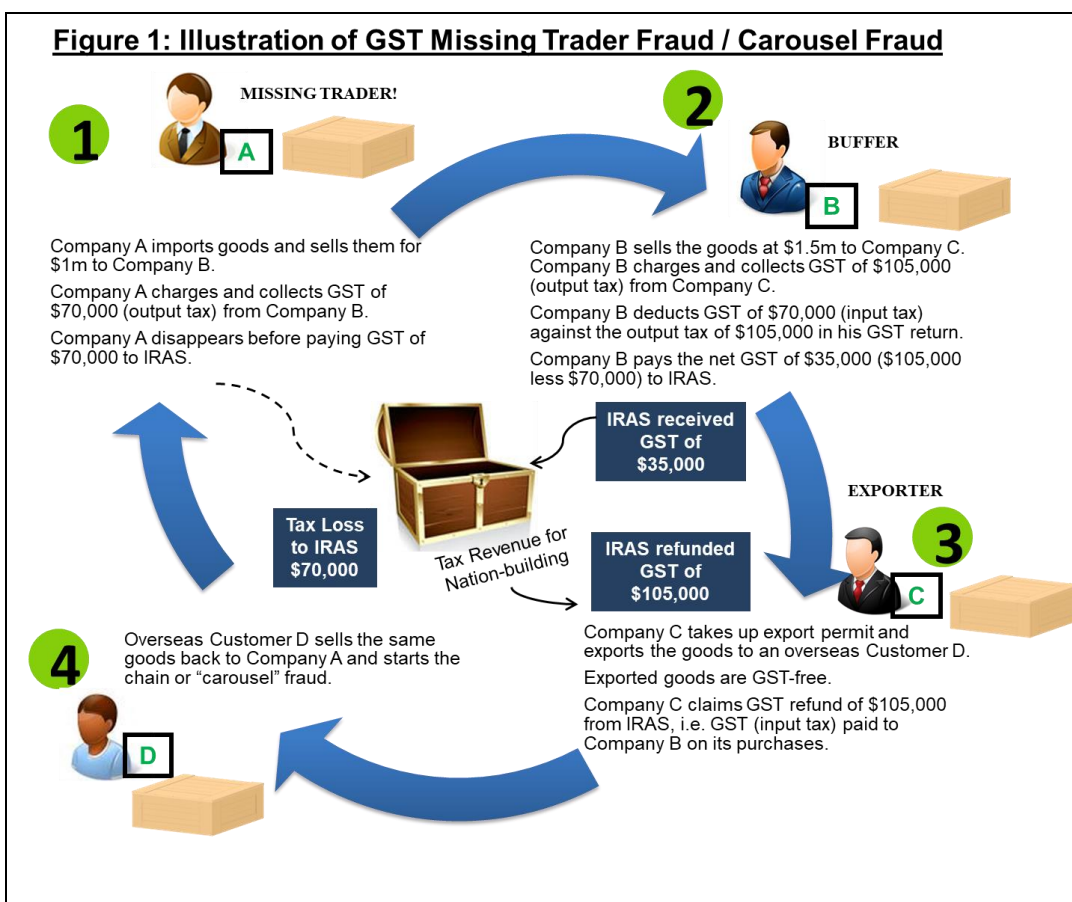 Figure 1: Illustration of GST Missing Trader Fraud / Carousel Fraud
1
MISSING TRADER!
A
Company A imports goods and sells them for
$1m to Company B.
Company A charges and collects GST of
$70,000 (output tax) from Company B.
Company A disappears before paying GST of
$70,000 to IRAS.
2
BUFFER
B
Company B sells the goods at $1.5m to Company C.
Company B charges and collects GST of $105,000
(output tax) from Company C.
Company B deducts GST of $70,000 (input tax)
against the output tax of $105,000 in his GST return.
Company B pays the net GST of $35,000 ($105,000
less $70,000) to IRAS.
IRAS received
GST of
$35,000
Tax Loss
to IRAS
$70,000
Tax Revenue for
Nation-building
IRAS refunded
GST of
$105,000
EXPORTER
3
C
Company C takes up export permit and
exports the goods to an overseas Customer D.
Exported goods are GST-free.
Company C claims GST refund of $105,000
from IRAS, i.e. GST (input tax) paid to
Company B on its purchases.
4
Overseas Customer D sells the same
goods back to Company A and starts the
chain or “carousel” fraud.
D